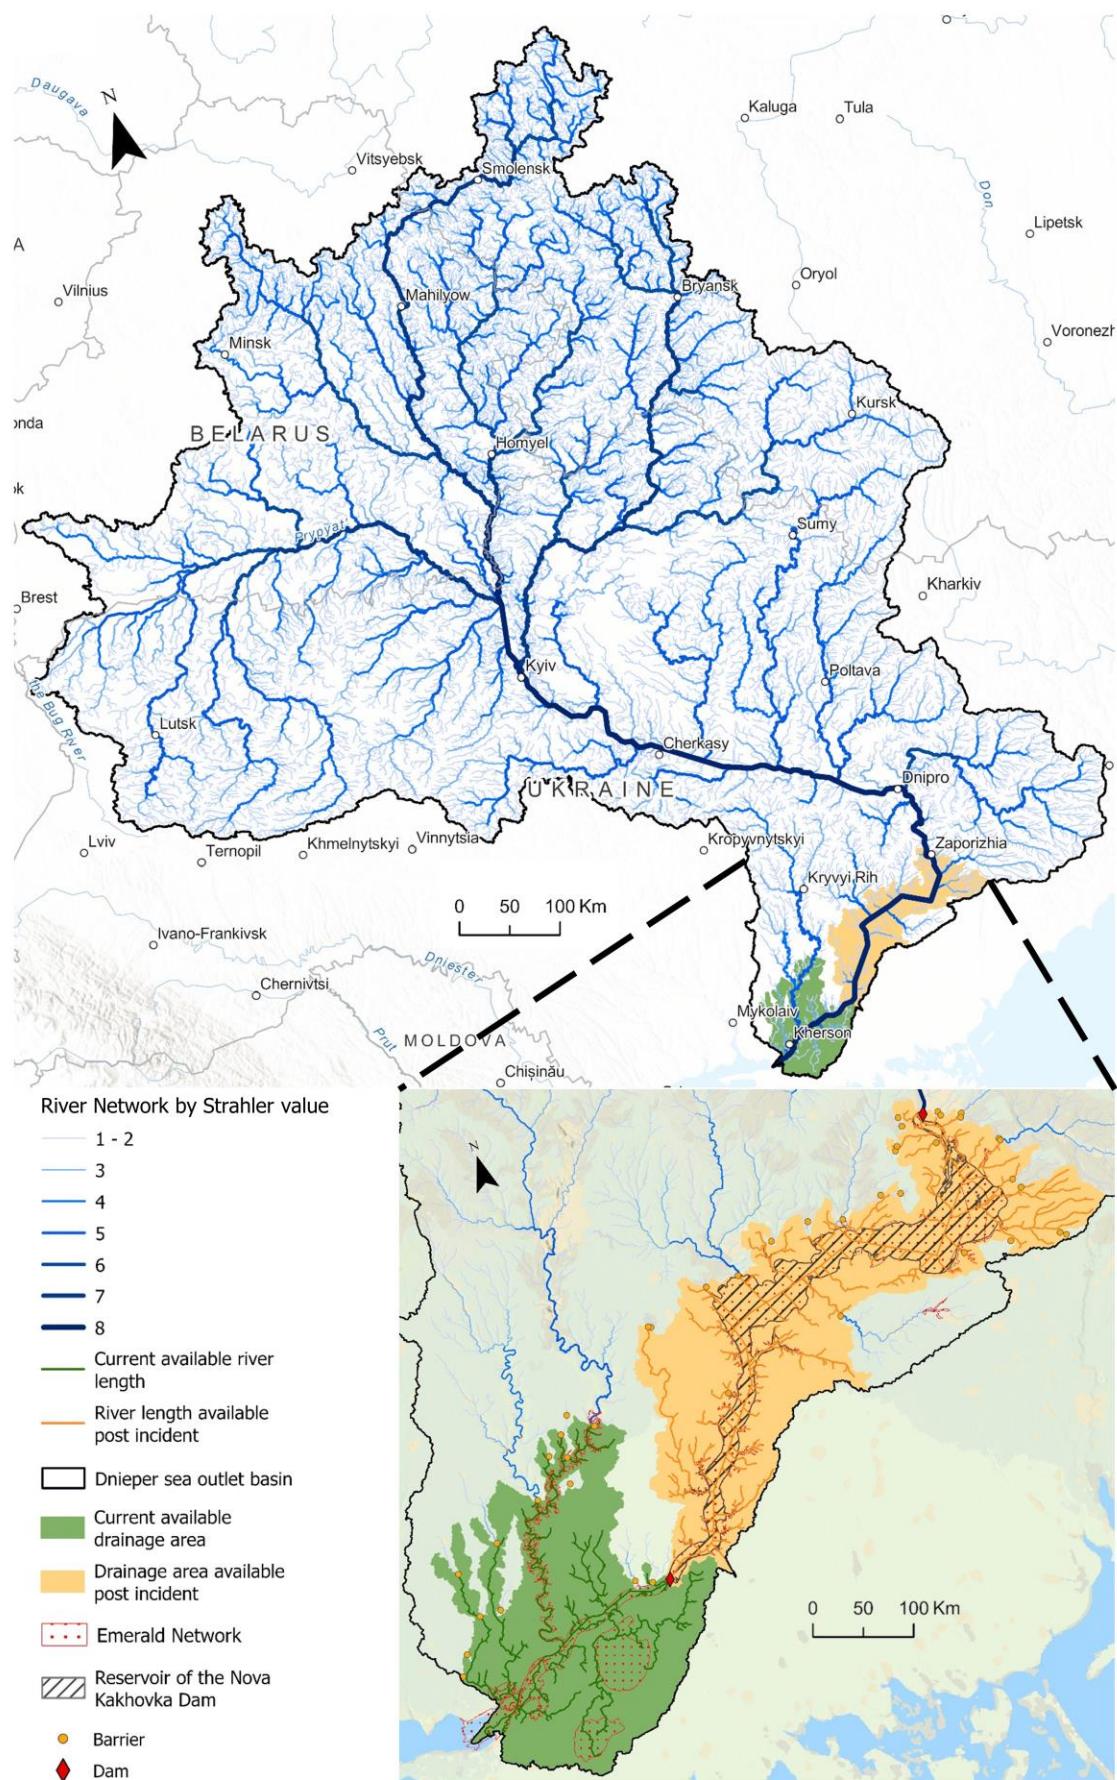 Daugava
N
Kaluga
Tula
Vitsyebsk
Smolensk
Don
Lipetsk
A
Vilnius
Mahilyow
Bryansk
Oryol
Voronezh
Minsk
Kursk
onda
BELARUS
Homyel
ok
Prypyat
Sumy
Brest
Kharkiv
the Bug River
Kyiv
Poltava
Lutsk
Cherkasy
UKRAINE
Dnipro
Lviv
Ternopil
Khmelnytskyi
Vinnytsia
Kropyvnytskyi
Zaporizhia
Kryvyi Rih
0 50 100 Km
Ivano-Frankivsk
Dniester
Chernivtsi
Mykolaiv
Prut
MOLDOVA
Kherson
Chișinău
River Network by Strahler value
1 - 2
3
4
5
6
7
8
Current available river
length
River length available
post incident
Dnieper sea outlet basin
Current available
drainage area
Drainage area available
post incident
Emerald Network
Reservoir of the Nova
Kakhovka Dam
Barrier
Dam
N
0 50 100 Km